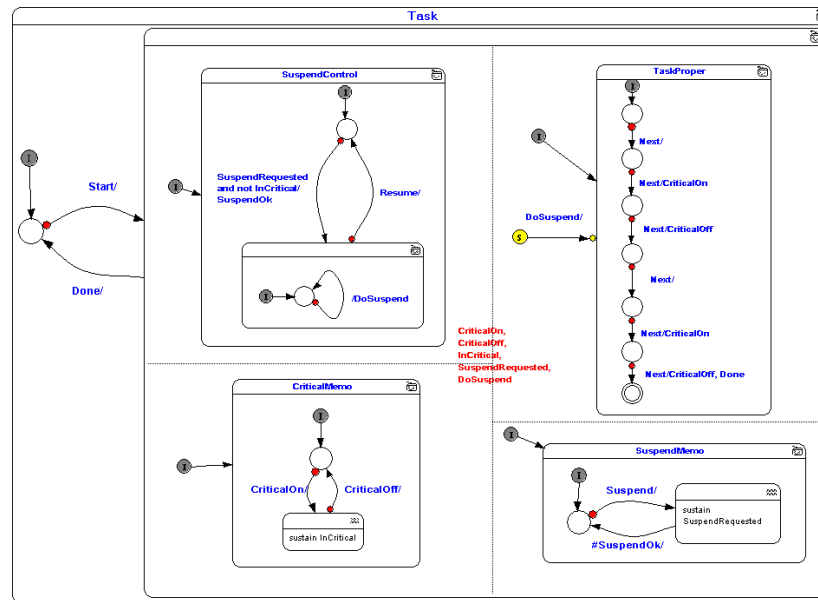 Task
SuspendControl
TaskProper
I
I
Next/
I
I
SuspendRequested
and not InCritical/
SuspendOk
Resume/
I
Next/CriticalOn
Start/
DoSuspend/
S
Next/CriticalOff
Next/
Done/
I
/DoSuspend
CriticalOn,
CriticalOff,
InCritical,
SuspendRequested,
DoSuspend
Next/CriticalOn
Next/CriticalOff, Done
CriticalMemo
I
I
CriticalOn/
CriticalOff/
sustain InCritical
I
SuspendMemo
I
Suspend/
sustain
SuspendRequested
#SuspendOk/